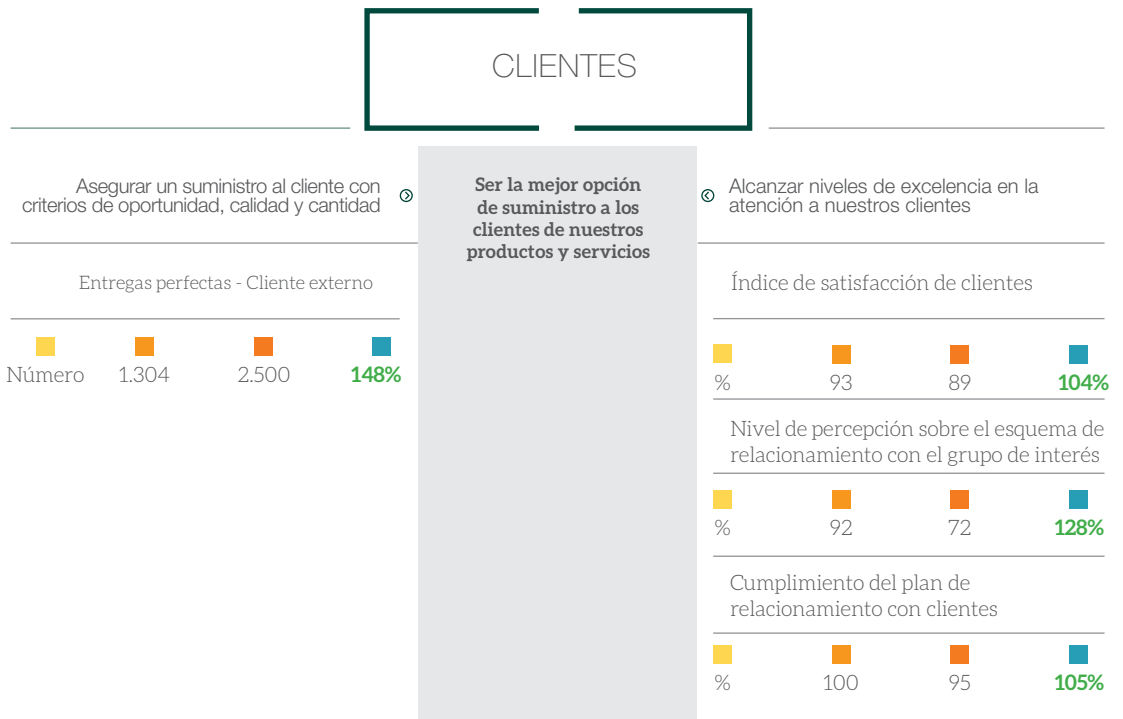 CLIENTES
Asegurar un suministro al cliente con
criterios de oportunidad, calidad y cantidad
Entregas perfectas - Cliente externo
Número 1.304 2.500 148%
Ser la mejor opción
de suministro a los
clientes de nuestros
productos y servicios
Alcanzar niveles de excelencia en la
atención a nuestros clientes
Índice de satisfacción de clientes
% 93 89 104%
Nivel de percepción sobre el esquema de
relacionamiento con el grupo de interés
% 92 72 128%
Cumplimiento del plan de
relacionamiento con clientes
% 100 95 105%